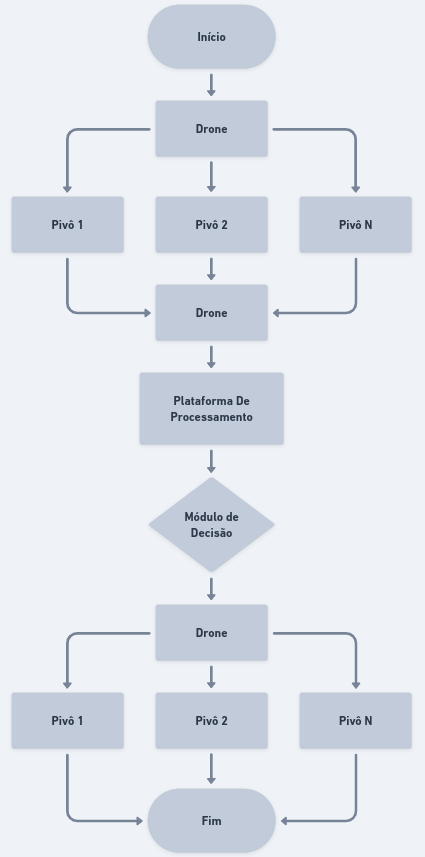 Início
Drone
Pivô 1
Pivô 2
Pivô N
Drone
Plataforma De
Processamento
Módulo de
Decisão
Drone
Pivô 1
Pivô 2
Pivô N
Fim